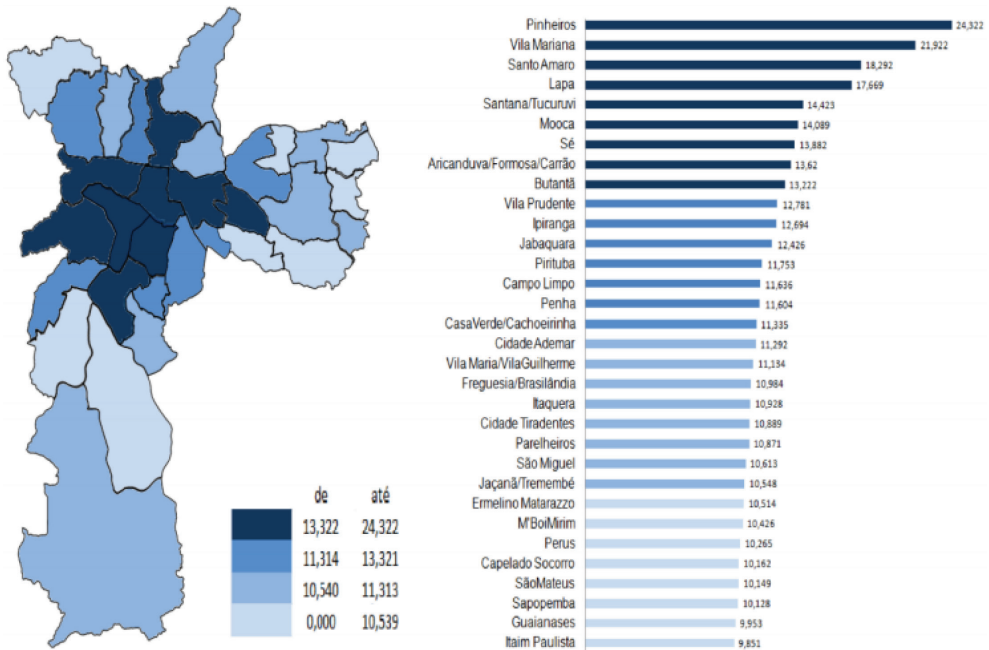 Pinheiros 24,322
Vila Mariana 21,922
Santo Amaro 18,292
Lapa 17,669
Santana/Tucuruvi 14,423
Mooca 14,089
Sé 13,882
Aricanduva/Formosa/Carrão 13,62
Butantã 13,222
Vila Prudente 12,781
Ipiranga 12,694
Jabaquara 12,426
Pirituba 11,753
Campo Limpo 11,636
Penha 11,604
CasaVerde/Cachoeirinha 11,335
Cidade Ademar 11,292
Vila Maria/VilaGuilherme 11,134
Freguesia/Brasilândia 10,984
Itaquera 10,928
Cidade Tiradentes 10,889
Parelheiros 10,871
São Miguel 10,613
Jaçanã/Tremembé 10,548
Ermelino Matarazzo 10,514
M'BoiMirim 10,426
Perus 10,265
Capelado Socorro 10,162
SãoMateus 10,149
Sapopemba 10,128
Guaianases 9,953
Itaim Paulista 9,851
de até
13,322 24,322
11,314 13,321
10,540 11,313
0,000 10,539